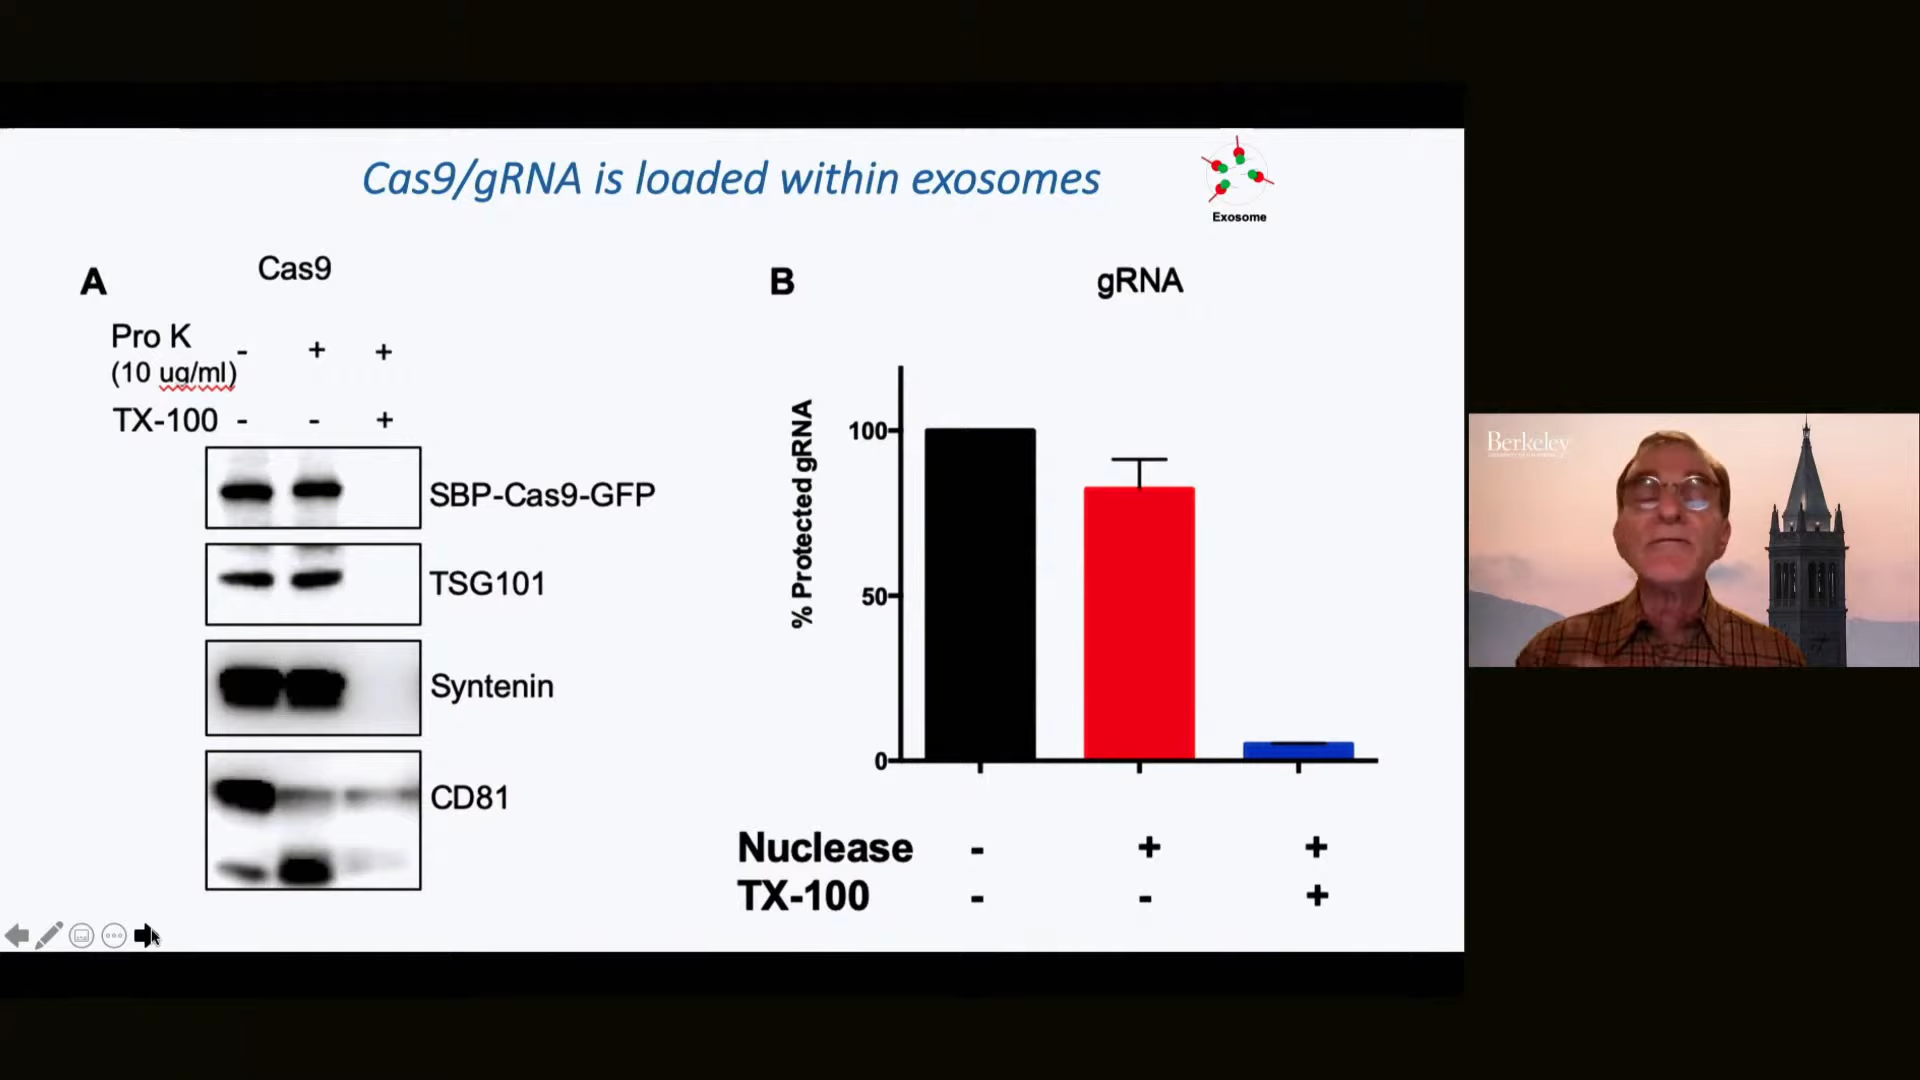 Cas9/gRNA is loaded within exosomes
Exosome
A
Cas9
Pro K
(10 ug/ml)
- + +
TX-100 - - +
SBP-Cas9-GFP
TSG101
Syntenin
CD81
B
gRNA
% Protected gRNA
100
50
0
Nuclease - + +
TX-100 - - +
Berkeley